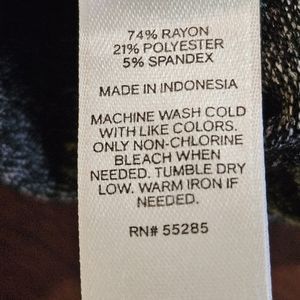 74% RAYON
21% POLYESTER
5% SPANDEX
MADE IN INDONESIA
MACHINE WASH COLD
WITH LIKE COLORS.
ONLY NON-CHLORINE
BLEACH WHEN
NEEDED. TUMBLE DRY
LOW. WARM IRON IF
NEEDED.
RN# 55285